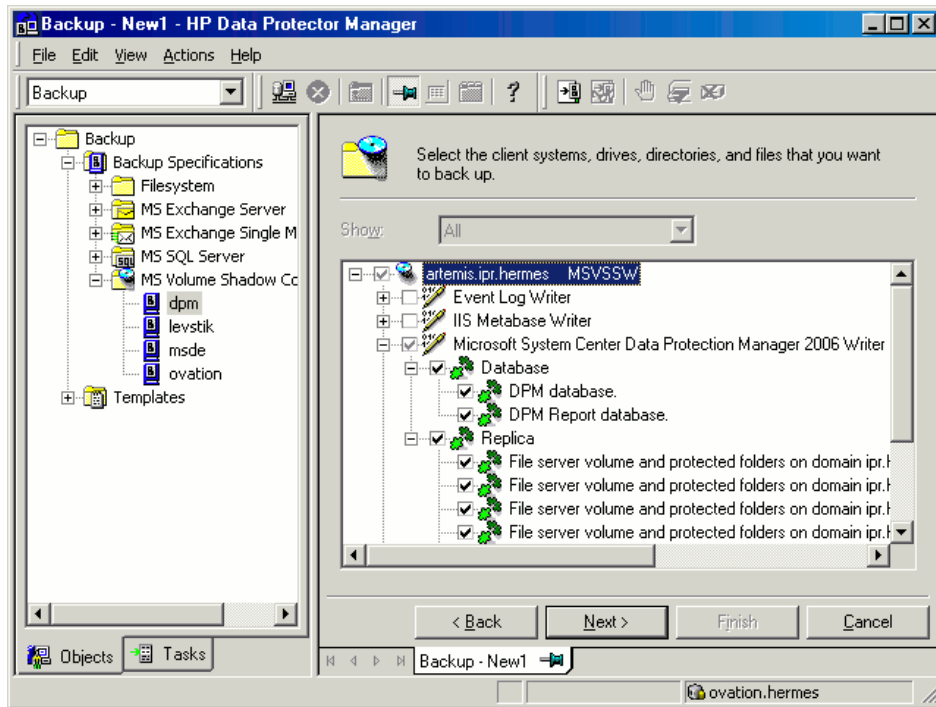 Backup - New1 - HP Data Protector Manager
File Edit View Actions Help
Backup
Backup
Backup Specifications
Filesystem
MS Exchange Server
MS Exchange Single M
MS SQL Server
MS Volume Shadow Co
dpm
levstik
msde
ovation
Templates
Objects
Tasks
Select the client systems, drives, directories, and files that you want
to back up.
Show:
All
artemis.ipr.hermes MSVSSW
Event Log Writer
IIS Metabase Writer
Microsoft System Center Data Protection Manager 2006 Writer
Database
DPM database.
DPM Report database.
Replica
File server volume and protected folders on domain ipr.H
File server volume and protected folders on domain ipr.H
File server volume and protected folders on domain ipr.H
File server volume and protected folders on domain ipr.H
< Back
Next >
Finish
Cancel
Backup - New1
ovation.hermes